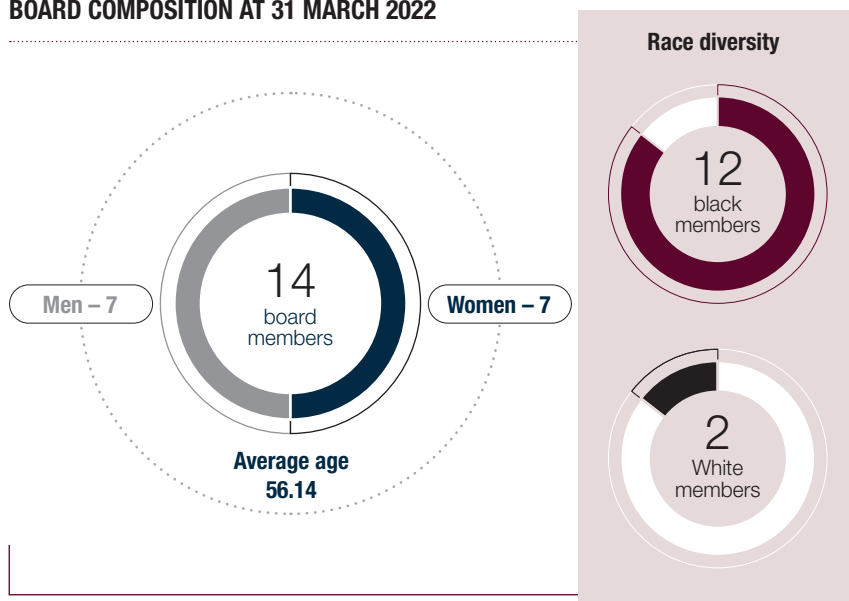 BOARD COMPOSITION AT 31 MARCH 2022
Men – 7
14
board
members
Women – 7
Average age
56.14
Race diversity
12
black
members
2
White
members